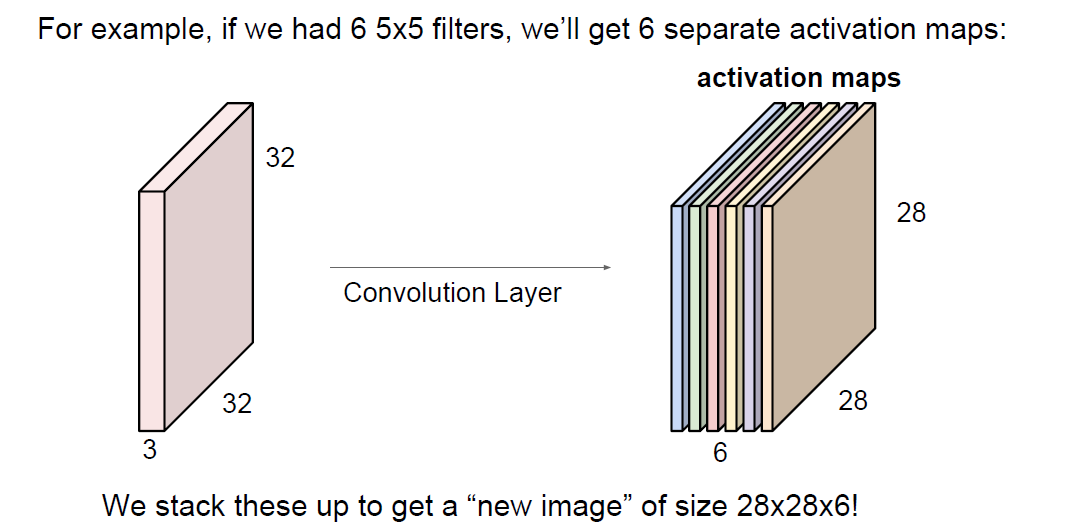 For example, if we had 6 5x5 filters, we'll get 6 separate activation maps:
activation maps
32
28
Convolution Layer
32
28
3
6
We stack these up to get a “new image” of size 28x28x6!